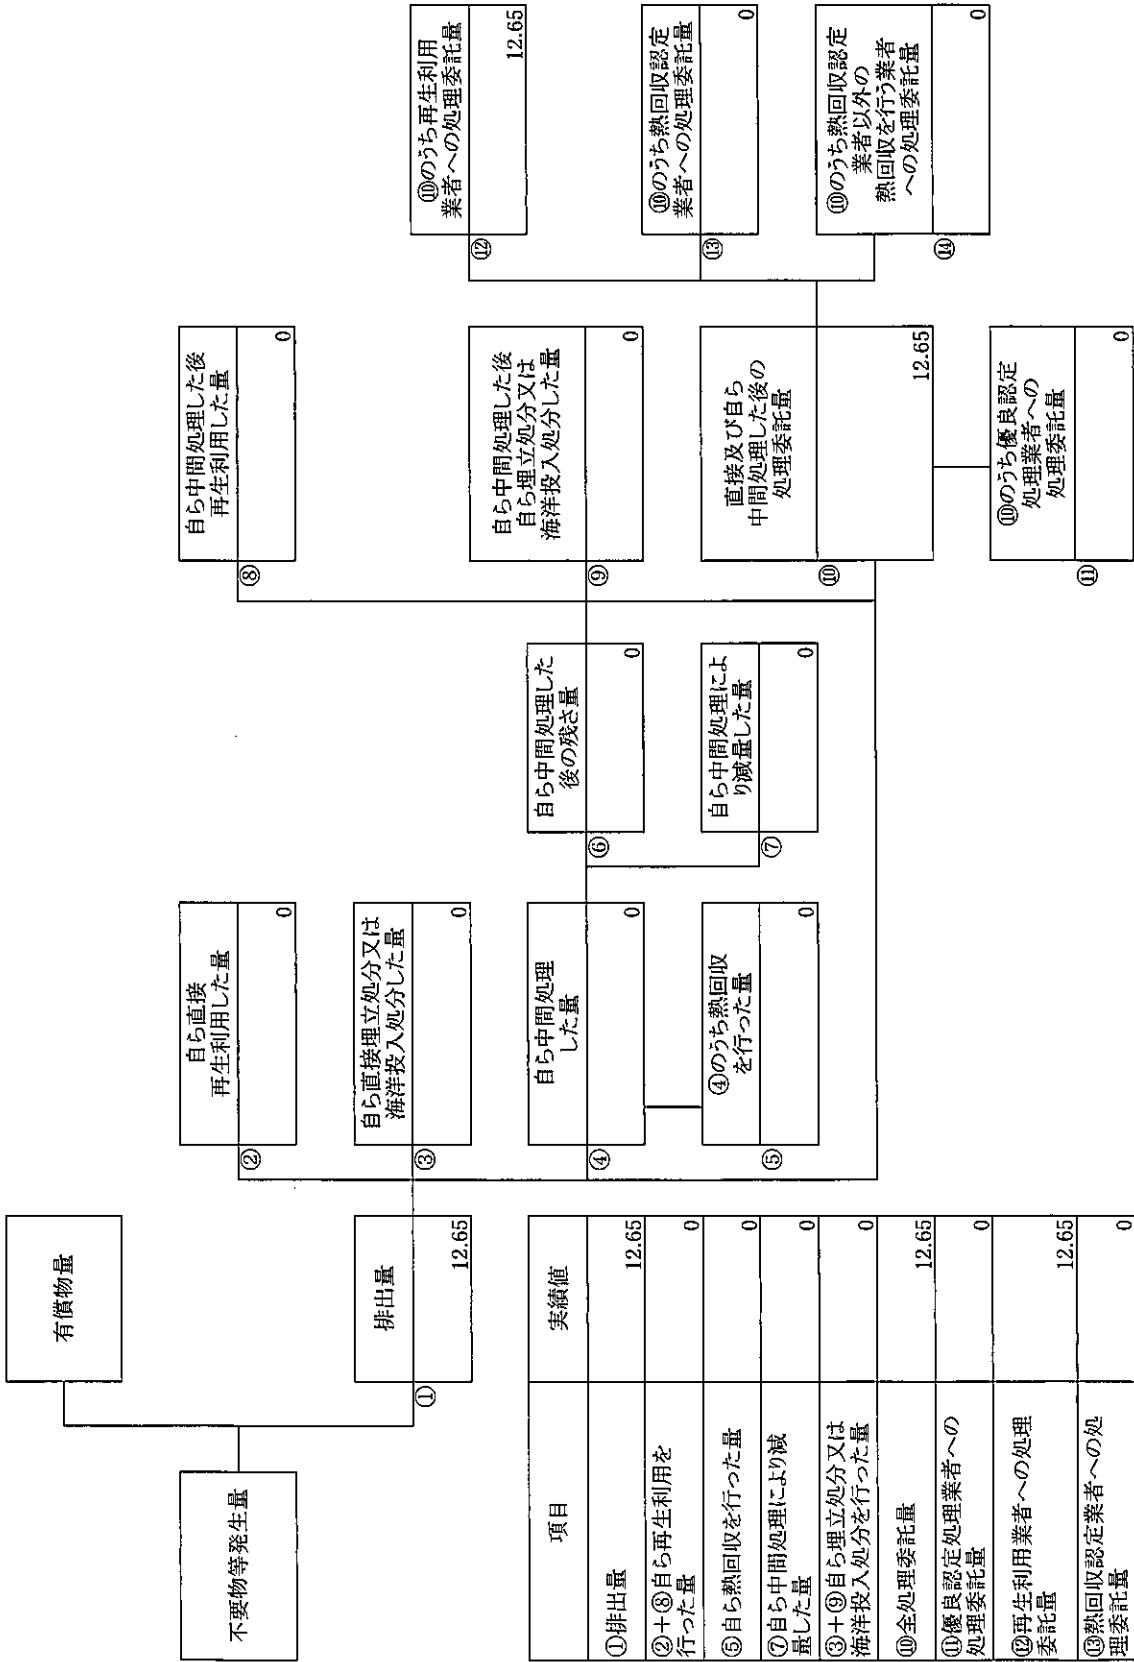 不要物等発生量
有償物量
①
排出量
12.65
②
自ら直接
再生利用した量
0
③
自ら直接埋立処分又は
海洋投入処分した量
0
④
自ら中間処理
した量
0
⑤
④のうち熱回収
を行った量
0
⑥
自ら中間処理した
後の残さ量
0
⑦
自ら中間処理によ
り減量した量
0
⑧
自ら中間処理した後
再生利用した量
0
⑨
自ら中間処理した後
自ら埋立処分又は
海洋投入処分した量
0
⑩
直接及び自ら
中間処理した後の
処理委託量
12.65
⑪
⑩のうち優良認定
処理業者への
処理委託量
0
⑫
⑩のうち再生利用
業者への処理委託量
12.65
⑬
⑩のうち熱回収認定
業者への処理委託量
0
⑭
⑩のうち熱回収認定
業者以外の
熱回収を行う業者
への処理委託量
0
項目 実績値
①排出量 12.65
②+⑧自ら再生利用を
行った量 0
⑤自ら熱回収を行った量 0
⑦自ら中間処理により減
量した量 0
③+⑨自ら埋立処分又は
海洋投入処分を行った量 0
⑩全処理委託量 12.65
⑪優良認定処理業者への
処理委託量 0
⑫再生利用業者への処理
委託量 12.65
⑬熱回収認定業者への処
理委託量 0